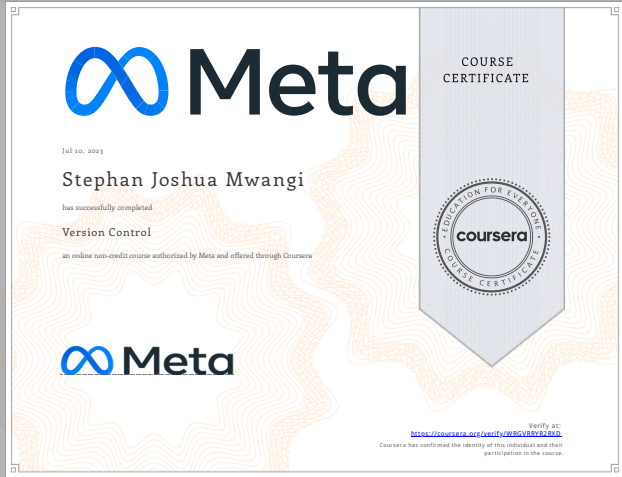 Meta
COURSE
CERTIFICATE
Jul 10, 2023
Stephan Joshua Mwangi
has successfully completed
Version Control
an online non-credit course authorized by Meta and offered through Coursera
EDUCATION FOR EVERYONE
coursera
COURSE CERTIFICATE
Meta
Verify at:
https://coursera.org/verify/WRGVRRYR2RXD
Coursera has confirmed the identity of this individual and their
participation in the course.